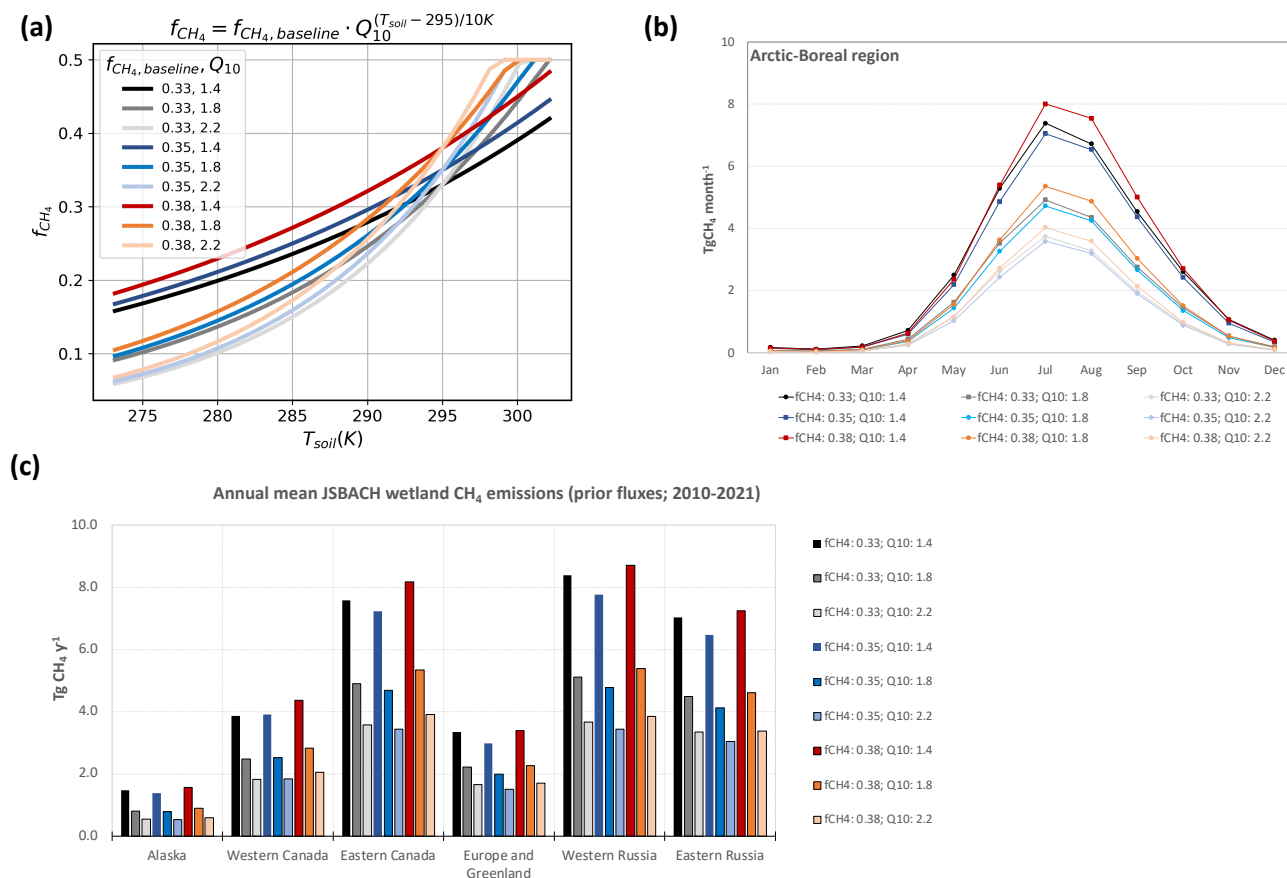 (a)
f_CH4 = f_CH4, baseline · Q10^(Tsoil − 295)/10K
f_CH4, baseline, Q10
0.33, 1.4
0.33, 1.8
0.33, 2.2
0.35, 1.4
0.35, 1.8
0.35, 2.2
0.38, 1.4
0.38, 1.8
0.38, 2.2
f_CH4
0.5
0.4
0.3
0.2
0.1
275 280 285 290 295 300
T_soil(K)
(b)
Arctic-Boreal region
TgCH₄ month⁻¹
10
8
6
4
2
0
Jan Feb Mar Apr May Jun Jul Aug Sep Oct Nov Dec
fCH4: 0.33; Q10: 1.4 fCH4: 0.33; Q10: 1.8 fCH4: 0.33; Q10: 2.2
fCH4: 0.35; Q10: 1.4 fCH4: 0.35; Q10: 1.8 fCH4: 0.35; Q10: 2.2
fCH4: 0.38; Q10: 1.4 fCH4: 0.38; Q10: 1.8 fCH4: 0.38; Q10: 2.2
(c)
Annual mean JSBACH wetland CH₄ emissions (prior fluxes; 2010-2021)
Tg CH₄ y⁻¹
10.0
8.0
6.0
4.0
2.0
0.0
Alaska Western Canada Eastern Canada Europe and Western Russia Eastern Russia
Greenland
fCH4: 0.33; Q10: 1.4
fCH4: 0.33; Q10: 1.8
fCH4: 0.33; Q10: 2.2
fCH4: 0.35; Q10: 1.4
fCH4: 0.35; Q10: 1.8
fCH4: 0.35; Q10: 2.2
fCH4: 0.38; Q10: 1.4
fCH4: 0.38; Q10: 1.8
fCH4: 0.38; Q10: 2.2